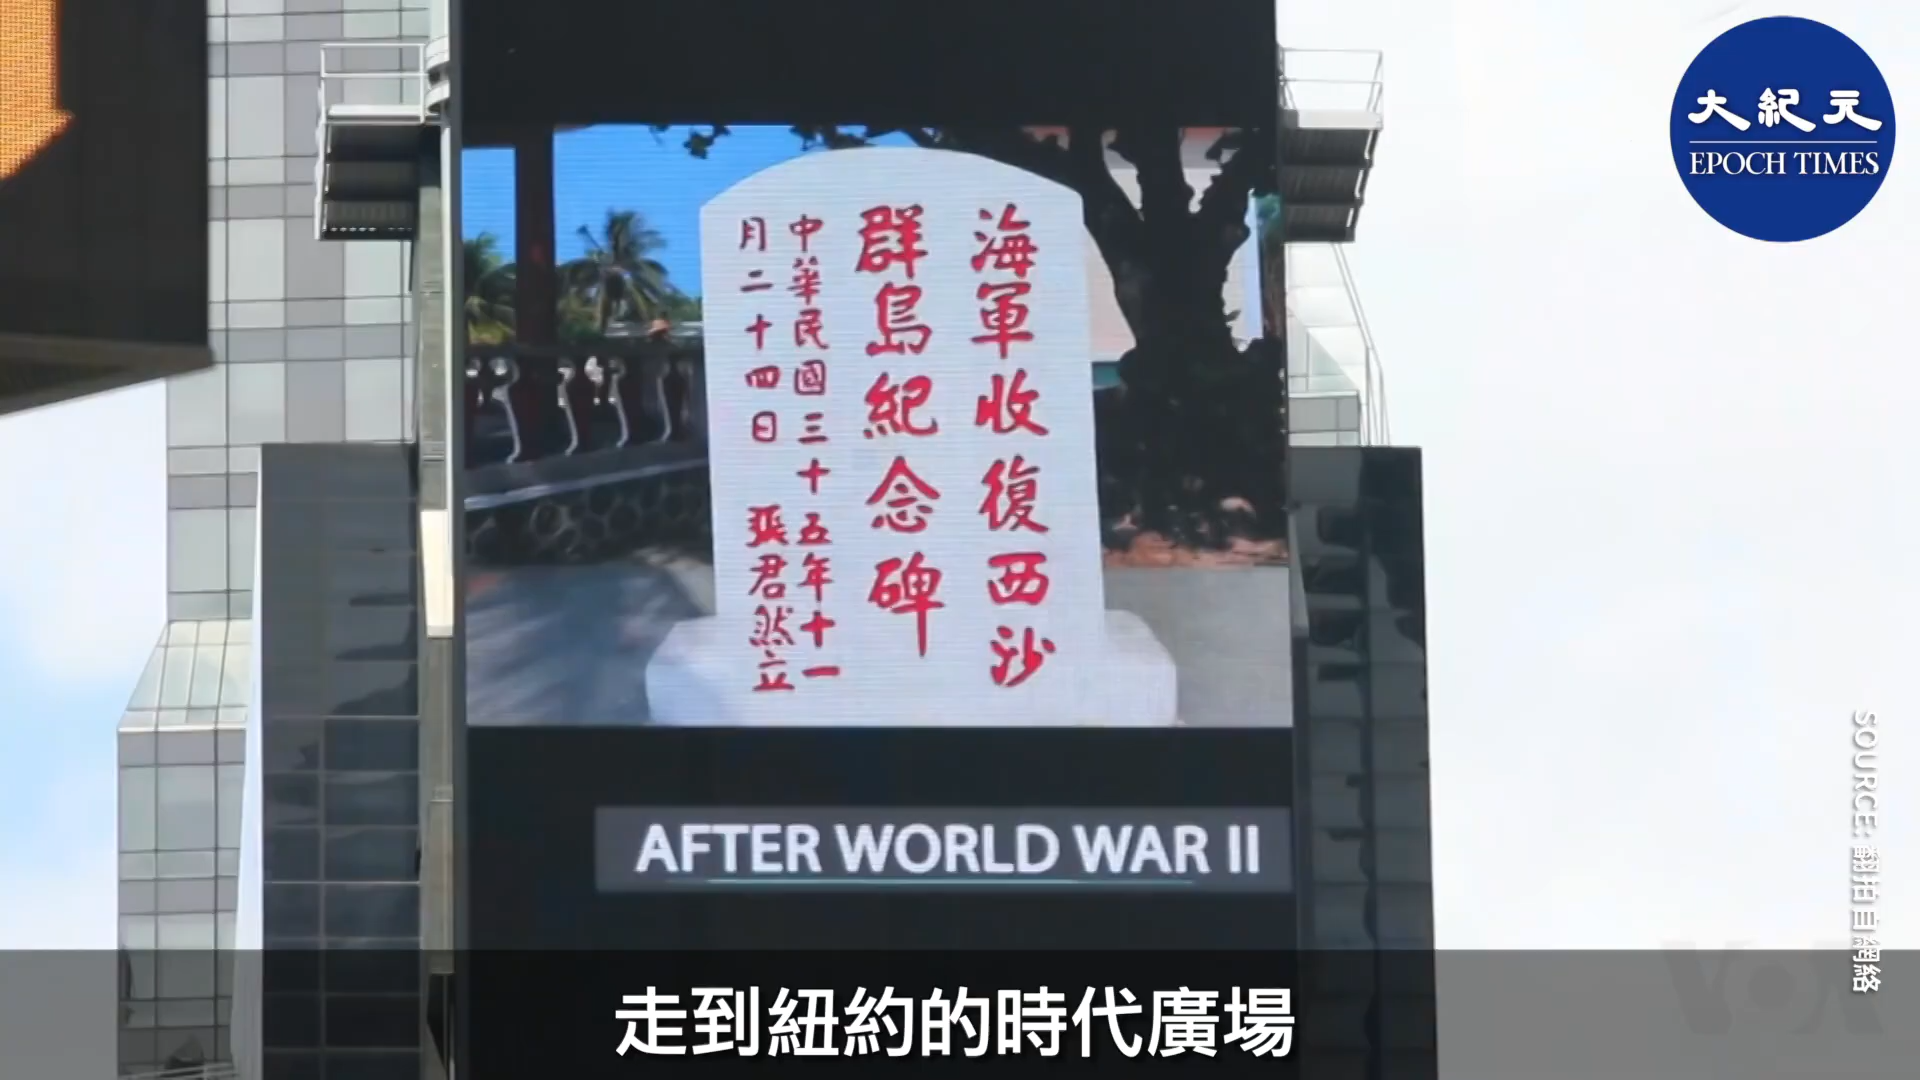 大紀元
EPOCH TIMES
海軍收復西沙
群島紀念碑
中華民國三十五年十一
月二十四日 張君然立
AFTER WORLD WAR II
SOURCE: 翻拍自網絡
VOA
走到紐約的時代廣場